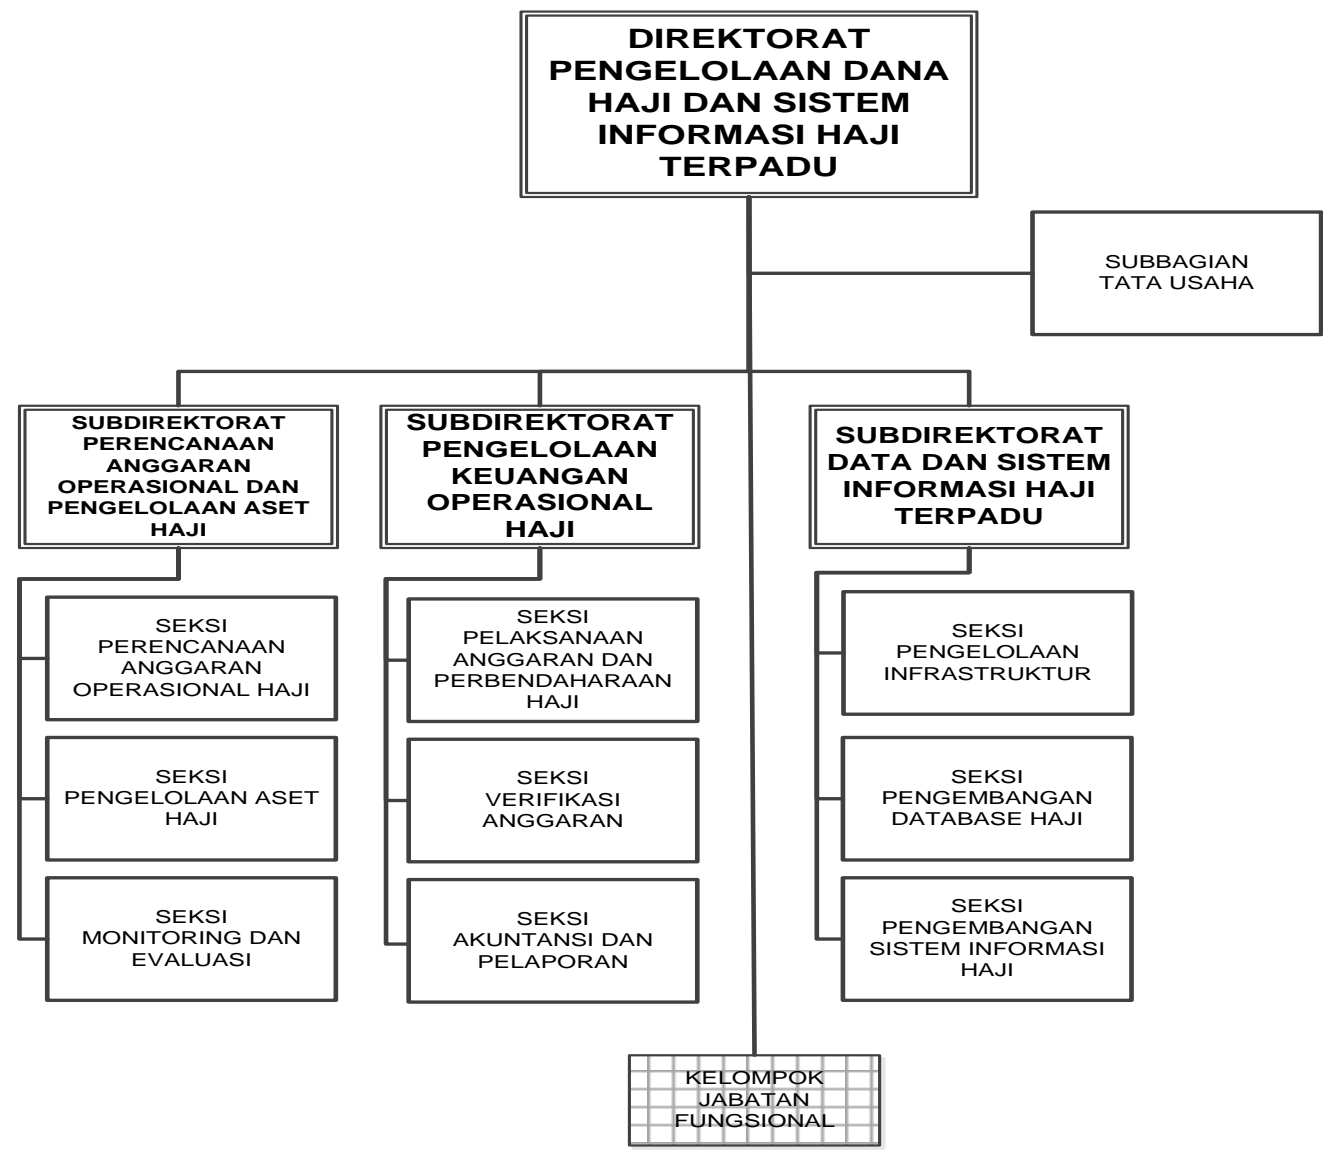 DIREKTORAT
PENGELOLAAN DANA
HAJI DAN SISTEM
INFORMASI HAJI
TERPADU
SUBBAGIAN
TATA USAHA
SUBDIREKTORAT
PERENCANAAN
ANGGARAN
OPERASIONAL DAN
PENGELOLAAN ASET
HAJI
SEKSI
PERENCANAAN
ANGGARAN
OPERASIONAL HAJI
SEKSI
PENGELOLAAN ASET
HAJI
SEKSI
MONITORING DAN
EVALUASI
SUBDIREKTORAT
PENGELOLAAN
KEUANGAN
OPERASIONAL
HAJI
SEKSI
PELAKSANAAN
ANGGARAN DAN
PERBENDAHARAAN
HAJI
SEKSI
VERIFIKASI
ANGGARAN
SEKSI
AKUNTANSI DAN
PELAPORAN
SUBDIREKTORAT
DATA DAN SISTEM
INFORMASI HAJI
TERPADU
SEKSI
PENGELOLAAN
INFRASTRUKTUR
SEKSI
PENGEMBANGAN
DATABASE HAJI
SEKSI
PENGEMBANGAN
SISTEM INFORMASI
HAJI
KELOMPOK
JABATAN
FUNGSIONAL